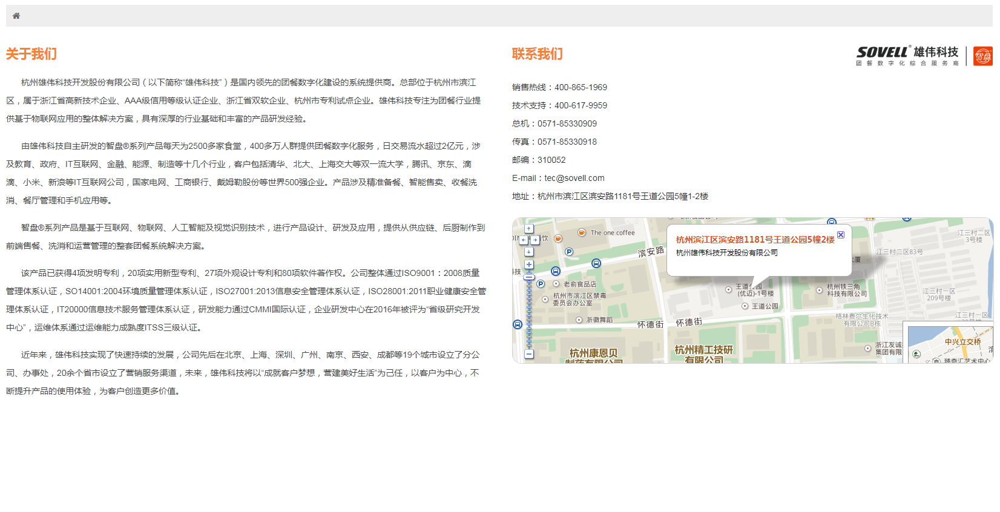 关于我们
杭州雄伟科技开发股份有限公司（以下简称“雄伟科技”）是国内领先的团餐数字化建设的系统提供商。总部位于杭州市滨江
区，属于浙江省高新技术企业、AAA级信用等级认证企业、浙江省双软企业、杭州市专利试点企业。雄伟科技专注为团餐行业提
供基于物联网应用的整体解决方案，具有深厚的行业基础和丰富的产品研发经验。
由雄伟科技自主研发的智盘®系列产品每天为2500多家食堂，400多万人群提供团餐数字化服务，日交易流水超过2亿元，涉
及教育、政府、IT互联网、金融、能源、制造等十几个行业，客户包括清华、北大、上海交大等双一流大学，腾讯、京东、滴
滴、小米、新浪等IT互联网公司，国家电网、工商银行、戴姆勒股份等世界500强企业。产品涉及精准备餐、智能售卖、收餐洗
消、餐厅管理和手机应用等。
智盘®系列产品是基于互联网、物联网、人工智能及视觉识别技术，进行产品设计、研发及应用，提供从供应链、后厨制作到
前端售餐、洗消和运营管理的整套团餐系统解决方案。
该产品已获得4项发明专利，20项实用新型专利、27项外观设计专利和80项软件著作权。公司整体通过ISO9001：2008质量
管理体系认证，SO14001:2004环境质量管理体系认证，ISO27001:2013信息安全管理体系认证，ISO28001:2011职业健康安全管
理体系认证，IT20000信息技术服务管理体系认证，研发能力通过CMMI国际认证，企业研发中心在2016年被评为“省级研究开发
中心”，运维体系通过运维能力成熟度ITSS三级认证。
近年来，雄伟科技实现了快速持续的发展，公司先后在北京、上海、深圳、广州、南京、西安、成都等19个城市设立了分公
司、办事处，20余个省市设立了营销服务渠道，未来，雄伟科技将以“成就客户梦想，营建美好生活”为己任，以客户为中心，不
断提升产品的使用体验，为客户创造更多价值。
联系我们
SOVELL® 雄伟科技
团餐数字化综合服务商
智盘
销售热线：400-865-1969
技术支持：400-617-9959
总机：0571-85330909
传真：0571-85330918
邮编：310052
E-mail：tec@sovell.com
地址：杭州市滨江区滨安路1181号王道公园5幢1-2楼
杭州滨江区滨安路1181号王道公园5幢2楼
杭州雄伟科技开发股份有限公司
The one coffee
滨安路
江三村二区
3号楼
江三村二区83号
大厦
老俞食品店
杭州市滨江区禁毒
委员会办公室
浙徽舞蹈
王道公园
(优迈)-1号楼
王道公园
杭州铁三角
科技有限公司
江三村一区
209号楼
江三村一区
格林费尔生化技术
有限公司B栋
怀德街
怀德街
杭州康恩贝
制药有限公司
杭州精工技研
有限公司
浙江友诚
集团有限
中兴立交桥
臻奇汇艺术中心